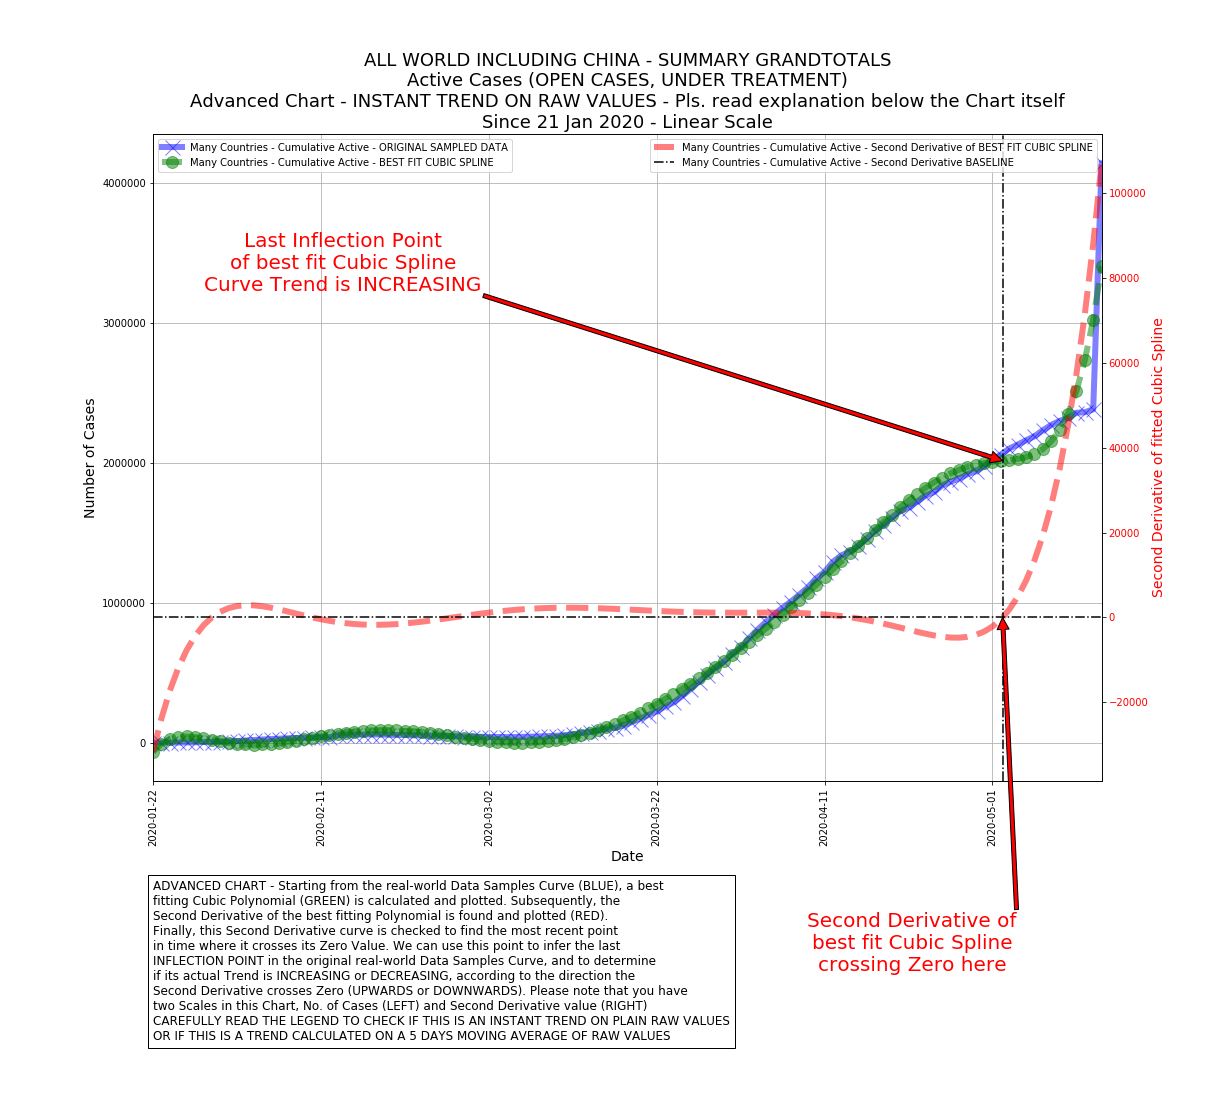 ALL WORLD INCLUDING CHINA - SUMMARY GRANDTOTALS
Active Cases (OPEN CASES, UNDER TREATMENT)
Advanced Chart - INSTANT TREND ON RAW VALUES - Pls. read explanation below the Chart itself
Since 21 Jan 2020 - Linear Scale
Many Countries - Cumulative Active - ORIGINAL SAMPLED DATA
Many Countries - Cumulative Active - BEST FIT CUBIC SPLINE
Many Countries - Cumulative Active - Second Derivative of BEST FIT CUBIC SPLINE
Many Countries - Cumulative Active - Second Derivative BASELINE
Last Inflection Point
of best fit Cubic Spline
Curve Trend is INCREASING
Number of Cases
4000000
3000000
2000000
1000000
0
100000
80000
60000
40000
20000
0
−20000
Second Derivative of fitted Cubic Spline
2020-01-22
2020-02-11
2020-03-02
2020-03-22
2020-04-11
2020-05-01
Date
Second Derivative of
best fit Cubic Spline
crossing Zero here
ADVANCED CHART - Starting from the real-world Data Samples Curve (BLUE), a best
fitting Cubic Polynomial (GREEN) is calculated and plotted. Subsequently, the
Second Derivative of the best fitting Polynomial is found and plotted (RED).
Finally, this Second Derivative curve is checked to find the most recent point
in time where it crosses its Zero Value. We can use this point to infer the last
INFLECTION POINT in the original real-world Data Samples Curve, and to determine
if its actual Trend is INCREASING or DECREASING, according to the direction the
Second Derivative crosses Zero (UPWARDS or DOWNWARDS). Please note that you have
two Scales in this Chart, No. of Cases (LEFT) and Second Derivative value (RIGHT)
CAREFULLY READ THE LEGEND TO CHECK IF THIS IS AN INSTANT TREND ON PLAIN RAW VALUES
OR IF THIS IS A TREND CALCULATED ON A 5 DAYS MOVING AVERAGE OF RAW VALUES